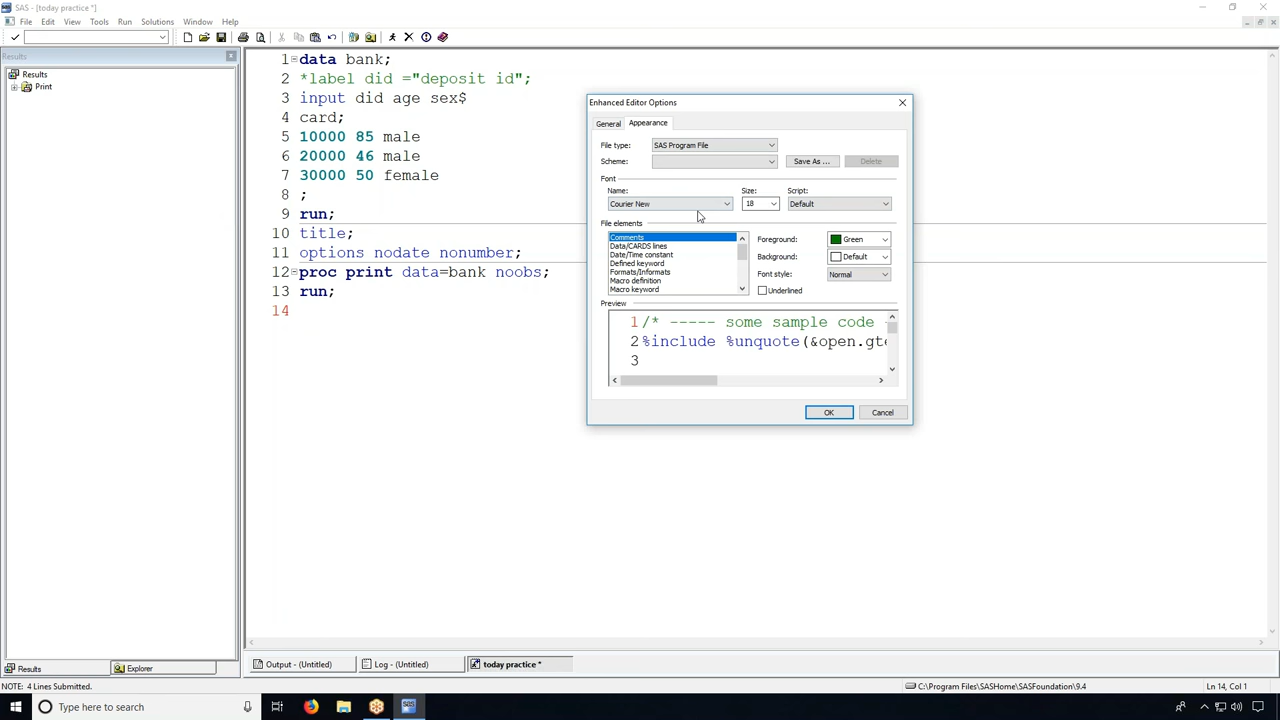 SAS - [today practice *]
File Edit View Tools Run Solutions Window Help
Results
Results
Print
1 data bank;
2 *label did ="deposit id";
3 input did age sex$
4 card;
5 10000 85 male
6 20000 46 male
7 30000 50 female
8 ;
9 run;
10 title;
11 options nodate nonumber;
12 proc print data=bank noobs;
13 run;
14
Enhanced Editor Options
General Appearance
File type: SAS Program File
Scheme: Save As ... Delete
Font
Name: Size: Script:
Courier New 18 Default
File elements
Comments
Data/CARDS lines
Date/Time constant
Defined keyword
Formats/Informats
Macro definition
Macro keyword
Foreground: Green
Background: Default
Font style: Normal
Underlined
Preview
1 /* ----- some sample code -
2 %include %unquote(&open.gte
3
OK Cancel
Results Explorer
Output - (Untitled) Log - (Untitled) today practice *
NOTE: 4 Lines Submitted. C:\Program Files\SASHome\SASFoundation\9.4 Ln 14, Col 1
Type here to search SAS ENG